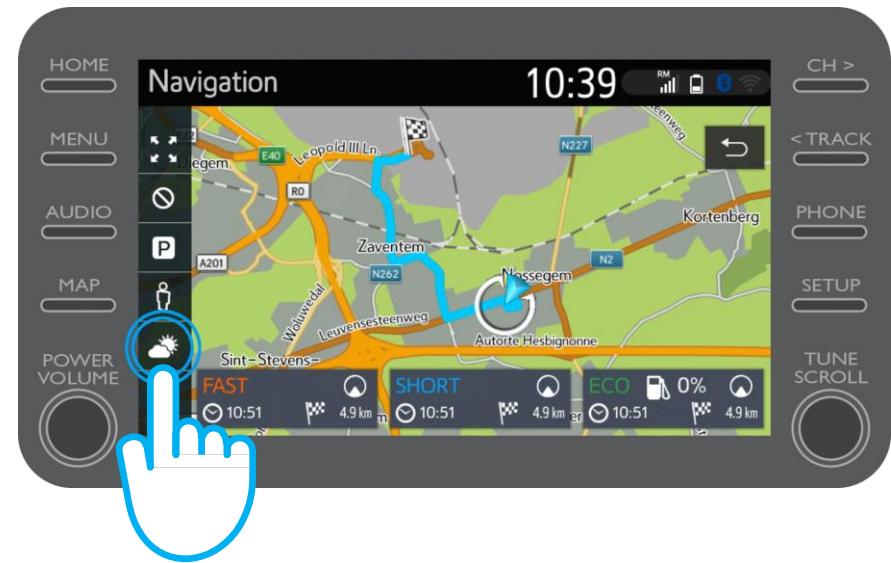 HOME
MENU
AUDIO
MAP
POWER
VOLUME
CH >
< TRACK
PHONE
SETUP
TUNE
SCROLL
Navigation 10:39 RM
Leopold III Ln.
E40
N227
R0
Kortenberg
Zaventem
A201
P
N262
N2
Nossegem
Woluwedal
Leuvensesteenweg
Autorte Hesbignonne
Sint-Stevens-
FAST
10:51 4.9 km
SHORT
10:51 4.9 km
ECO 0%
10:51 4.9 km